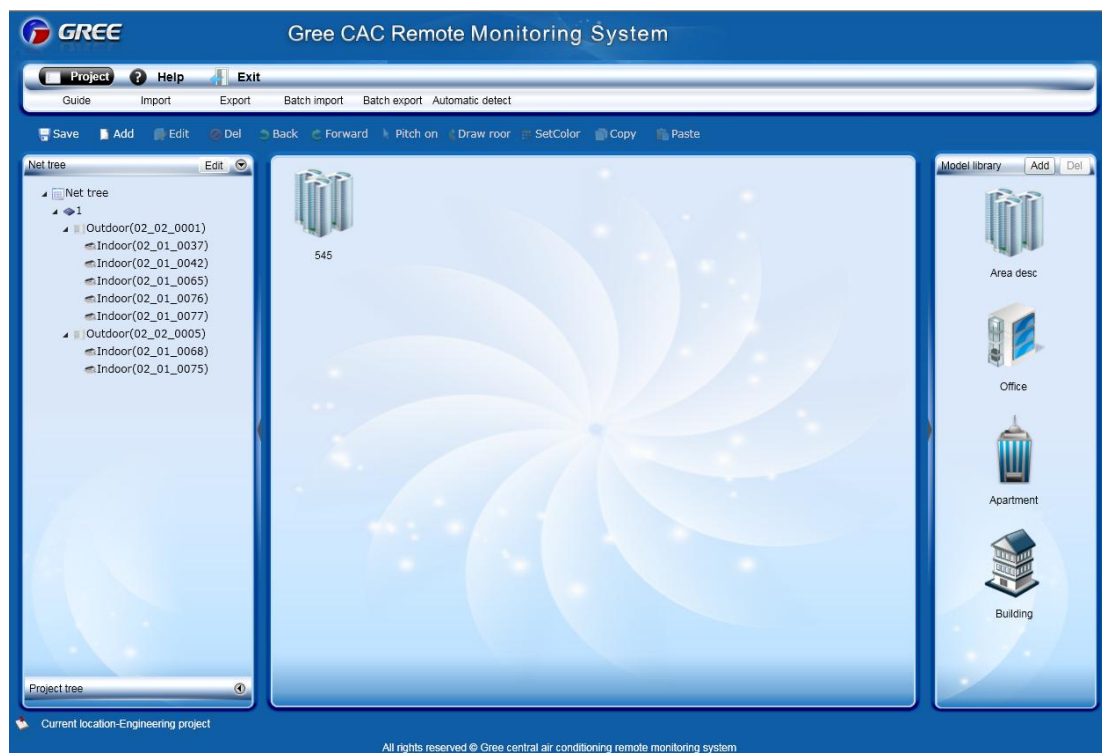 GREE
Gree CAC Remote Monitoring System
Project Help Exit
Guide Import Export Batch import Batch export Automatic detect
Save Add Edit Del Back Forward Pitch on Draw roor SetColor Copy Paste
Net tree Edit
Net tree
1
Outdoor(02_02_0001)
Indoor(02_01_0037)
Indoor(02_01_0042)
Indoor(02_01_0065)
Indoor(02_01_0076)
Indoor(02_01_0077)
Outdoor(02_02_0005)
Indoor(02_01_0068)
Indoor(02_01_0075)
Project tree
545
Model library Add Del
Area desc
Office
Apartment
Building
Current location-Engineering project
All rights reserved © Gree central air conditioning remote monitoring system